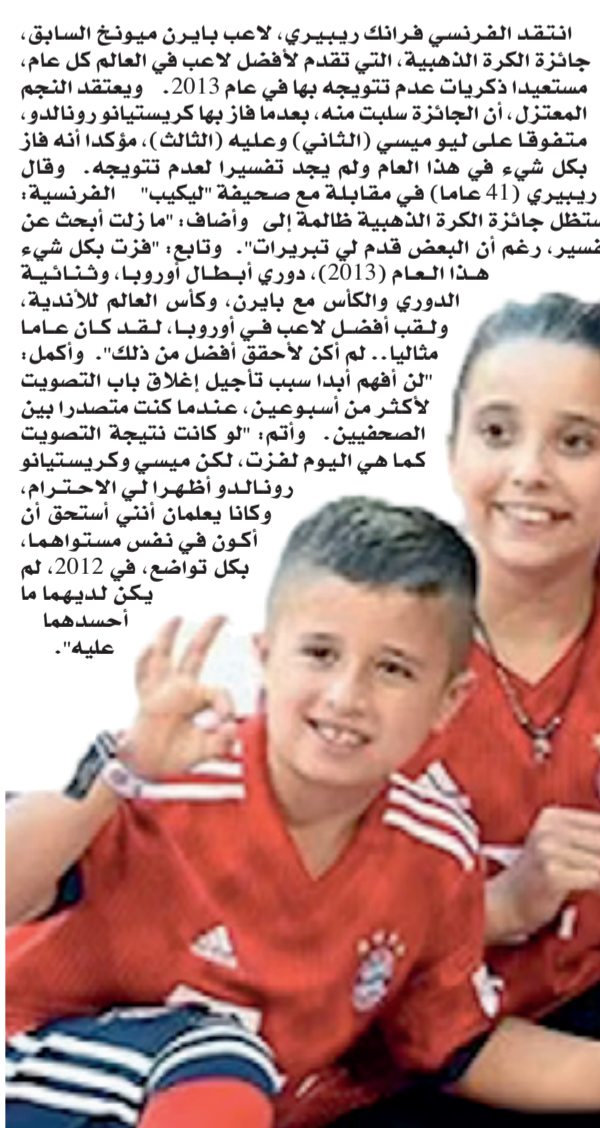 انتقد الفرنسي فرانك ريبيري، لاعب بايرن ميونخ السابق،
جائزة الكرة الذهبية، التي تقدم لأفضل لاعب في العالم كل عام،
مستعيدا ذكريات عدم تتويجه بها في عام 2013. ويعتقد النجم
المعتزل، أن الجائزة سلبت منه، بعدما فاز بها كريستيانو رونالدو،
متفوقا على ليو ميسي (الثاني) وعليه (الثالث)، مؤكدا أنه فاز
بكل شيء في هذا العام ولم يجد تفسيرا لعدم تتويجه. وقال
ريبيري (41 عاما) في مقابلة مع صحيفة "ليكيب" الفرنسية:
ستظل جائزة الكرة الذهبية ظالمة إلى وأضاف: "ما زلت أبحث عن
فسير، رغم أن البعض قدم لي تبريرات". وتابع: "فزت بكل شيء
هذا العام (2013)، دوري أبطال أوروبا، وثنائية
الدوري والكأس مع بايرن، وكأس العالم للأندية،
ولقب أفضل لاعب في أوروبا، لقد كان عاما
مثاليا.. لم أكن لأحقق أفضل من ذلك". وأكمل:
"لن أفهم أبدا سبب تأجيل إغلاق باب التصويت
لأكثر من أسبوعين، عندما كنت متصدرا بين
الصحفيين. وأتم: "لو كانت نتيجة التصويت
كما هي اليوم لفزت، لكن ميسي وكريستيانو
رونالدو أظهرا لي الاحترام،
وكانا يعلمان أنني أستحق أن
أكون في نفس مستواهما،
بكل تواضع، في 2012، لم
يكن لديهما ما
أحسدهما
عليه".